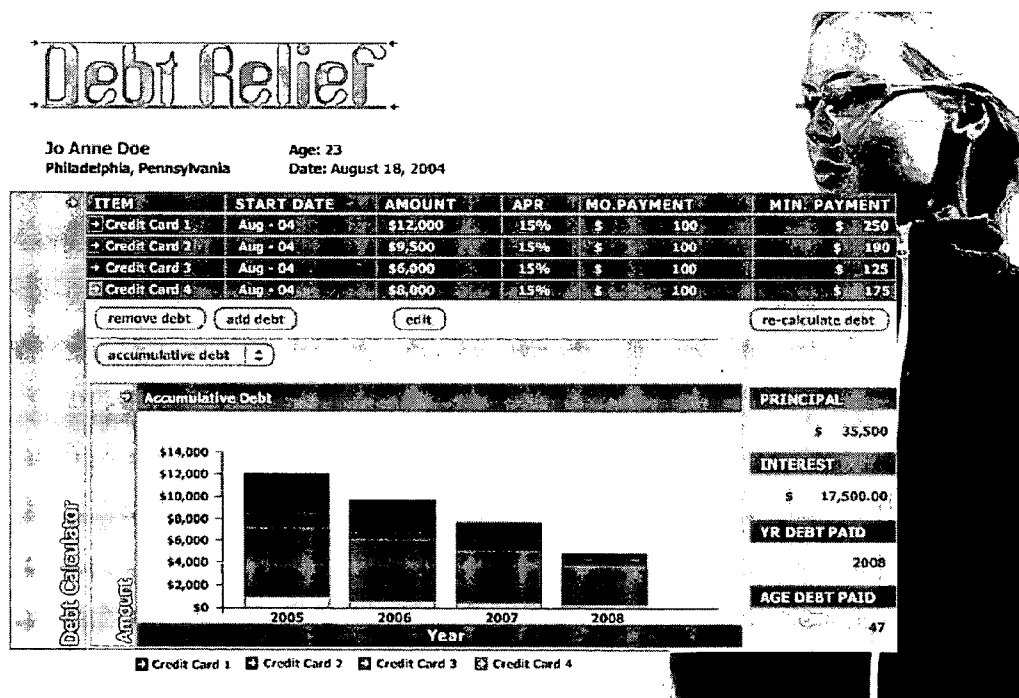 Debt Relief
Jo Anne Doe Age: 23
Philadelphia, Pennsylvania Date: August 18, 2004
ITEM START DATE AMOUNT APR MO.PAYMENT MIN. PAYMENT
Credit Card 1 Aug - 04 $12,000 15% $ 100 $ 250
Credit Card 2 Aug - 04 $9,500 15% $ 100 $ 190
Credit Card 3 Aug - 04 $6,000 15% $ 100 $ 125
Credit Card 4 Aug - 04 $8,000 15% $ 100 $ 175
remove debt add debt edit re-calculate debt
accumulative debt
Debt Calculator
Amount
Accumulative Debt
$14,000
$12,000
$10,000
$8,000
$6,000
$4,000
$2,000
$0
2005 2006 2007 2008
Year
Credit Card 1 Credit Card 2 Credit Card 3 Credit Card 4
PRINCIPAL
$ 35,500
INTEREST
$ 17,500.00
YR DEBT PAID
2008
AGE DEBT PAID
47